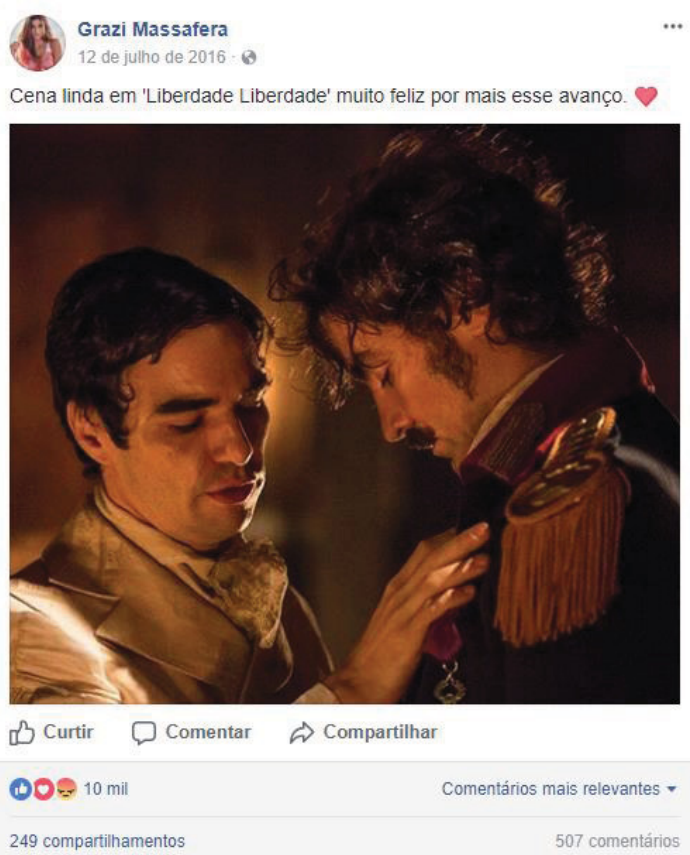 Grazi Massafera
12 de julho de 2016 ·
Cena linda em 'Liberdade Liberdade' muito feliz por mais esse avanço.
Curtir Comentar Compartilhar
10 mil Comentários mais relevantes
249 compartilhamentos 507 comentários